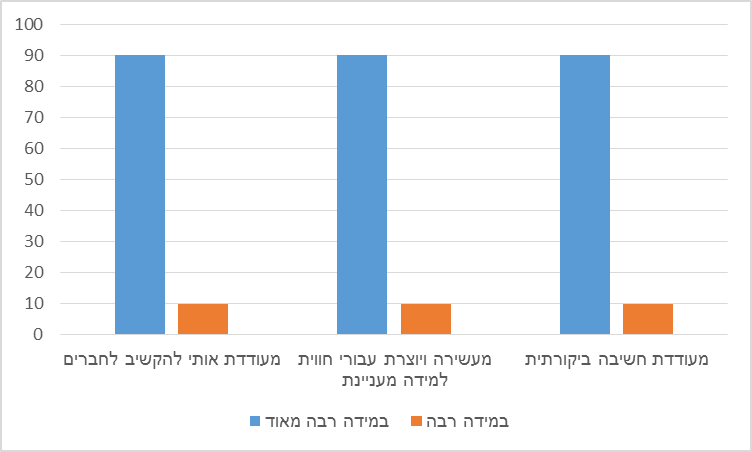 100
90
80
70
60
50
40
30
20
10
0
מעודדת חשיבה ביקורתית
מעשירה ויוצרת עבורי חווית
למידה מעניינת
מעודדת אותי להקשיב לחברים
במידה רבה מאוד
במידה רבה